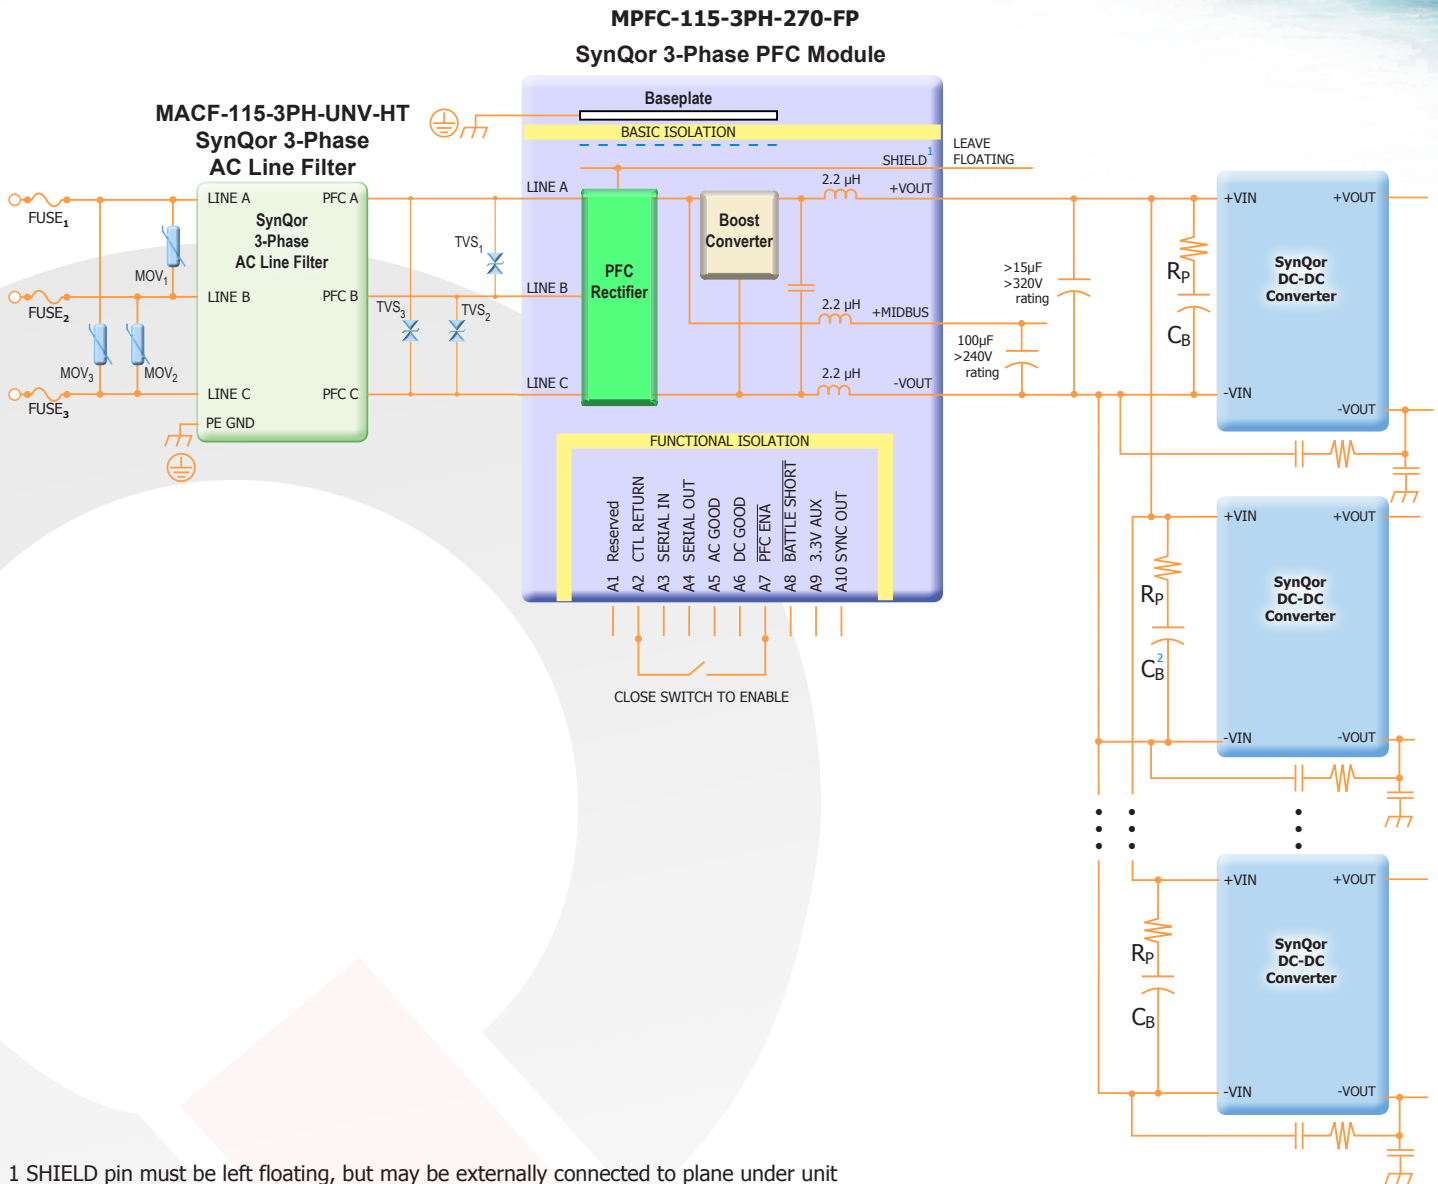 MPFC-115-3PH-270-FP
SynQor 3-Phase PFC Module
MACF-115-3PH-UNV-HT
SynQor 3-Phase
AC Line Filter
Baseplate
BASIC ISOLATION
SHIELD1
LEAVE
FLOATING
FUSE1
FUSE2
FUSE3
MOV1
MOV3
MOV2
LINE A
PFC A
SynQor
3-Phase
AC Line Filter
LINE B
PFC B
LINE C
PFC C
PE GND
TVS1
TVS3
TVS2
LINE A
LINE B
LINE C
PFC
Rectifier
Boost
Converter
2.2 µH
+VOUT
2.2 µH
+MIDBUS
2.2 µH
-VOUT
>15µF
>320V
rating
100µF
>240V
rating
FUNCTIONAL ISOLATION
A1 Reserved
A2 CTL RETURN
A3 SERIAL IN
A4 SERIAL OUT
A5 AC GOOD
A6 DC GOOD
A7 PFC ENA
A8 BATTLE SHORT
A9 3.3V AUX
A10 SYNC OUT
CLOSE SWITCH TO ENABLE
RP
CB
+VIN
+VOUT
SynQor
DC-DC
Converter
-VIN
-VOUT
RP
CB2
+VIN
+VOUT
SynQor
DC-DC
Converter
-VIN
-VOUT
RP
CB
+VIN
+VOUT
SynQor
DC-DC
Converter
-VIN
-VOUT
1 SHIELD pin must be left floating, but may be externally connected to plane under unit